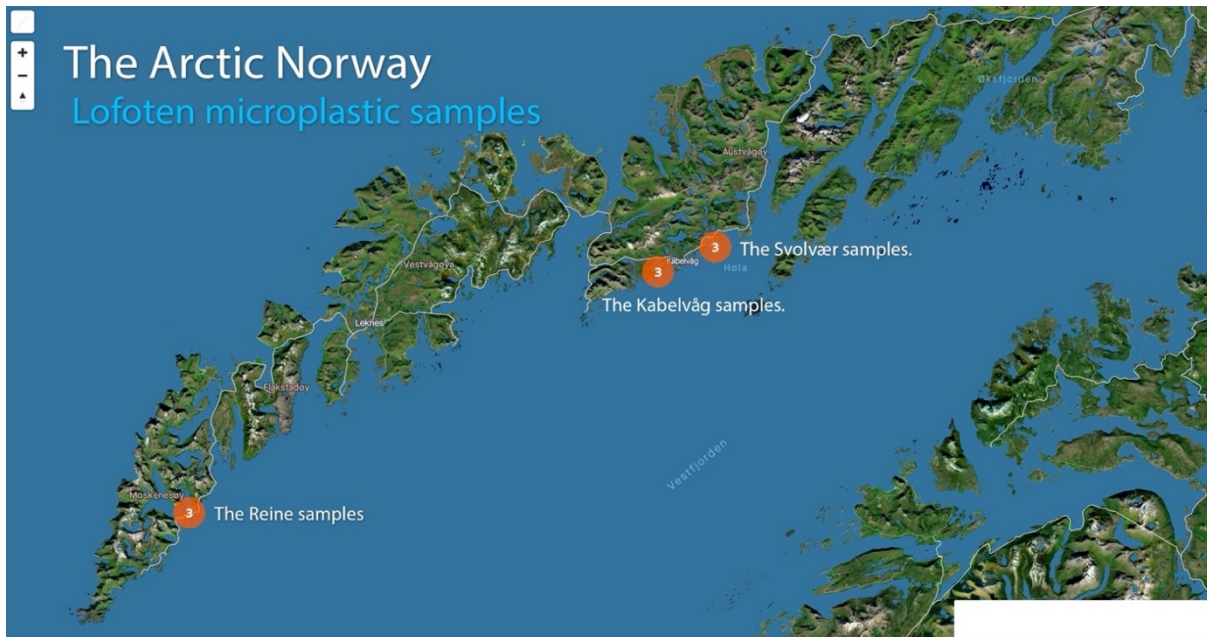 +
The Arctic Norway
−
Lofoten microplastic samples
Øksfjorden
Austvågøy
3 The Svolvær samples.
Kabelvåg
Høla
3
The Kabelvåg samples.
Vestvågøya
Leknes
Flakstadøy
Vestfjorden
Moskenesøy
3 The Reine samples